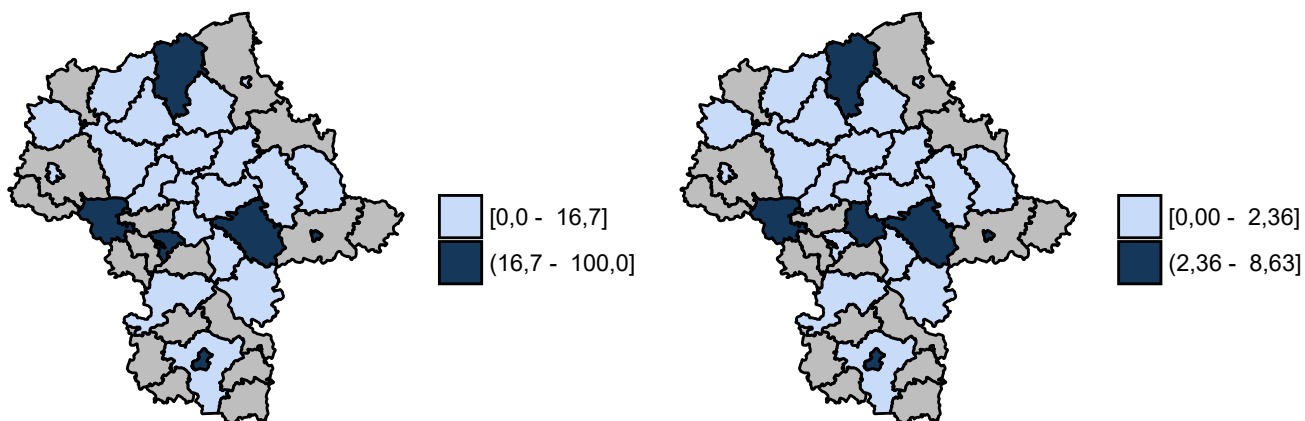 [0,0 - 16,7]
(16,7 - 100,0]
[0,00 - 2,36]
(2,36 - 8,63]